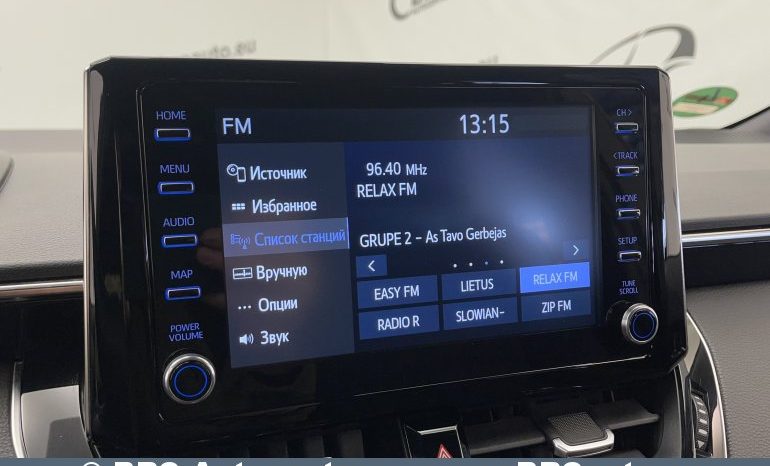 HOME
MENU
AUDIO
MAP
POWER
VOLUME
FM
13:15
Источник
Избранное
Список станций
Вручную
Опции
Звук
96.40 MHz
RELAX FM
GRUPE 2 – As Tavo Gerbejas
<
>
EASY FM
LIETUS
RELAX FM
RADIO R
SLOWIAN~
ZIP FM
CH >
< TRACK
PHONE
SETUP
TUNE
SCROLL